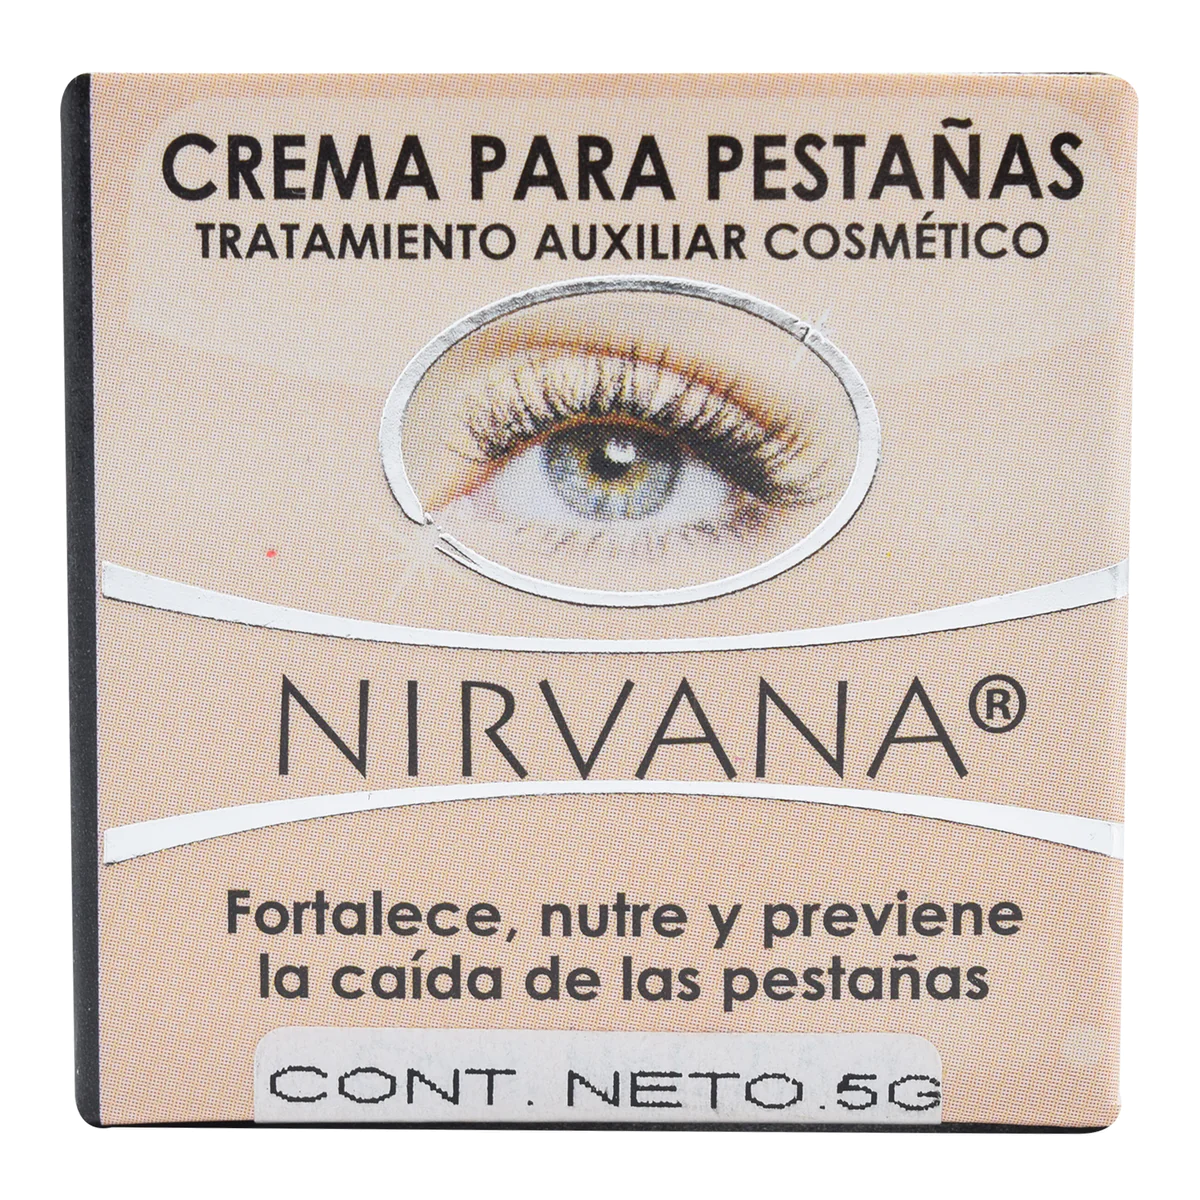 CREMA PARA PESTAÑAS
TRATAMIENTO AUXILIAR COSMÉTICO
NIRVANA®
Fortalece, nutre y previene
la caída de las pestañas
CONT. NETO.5G